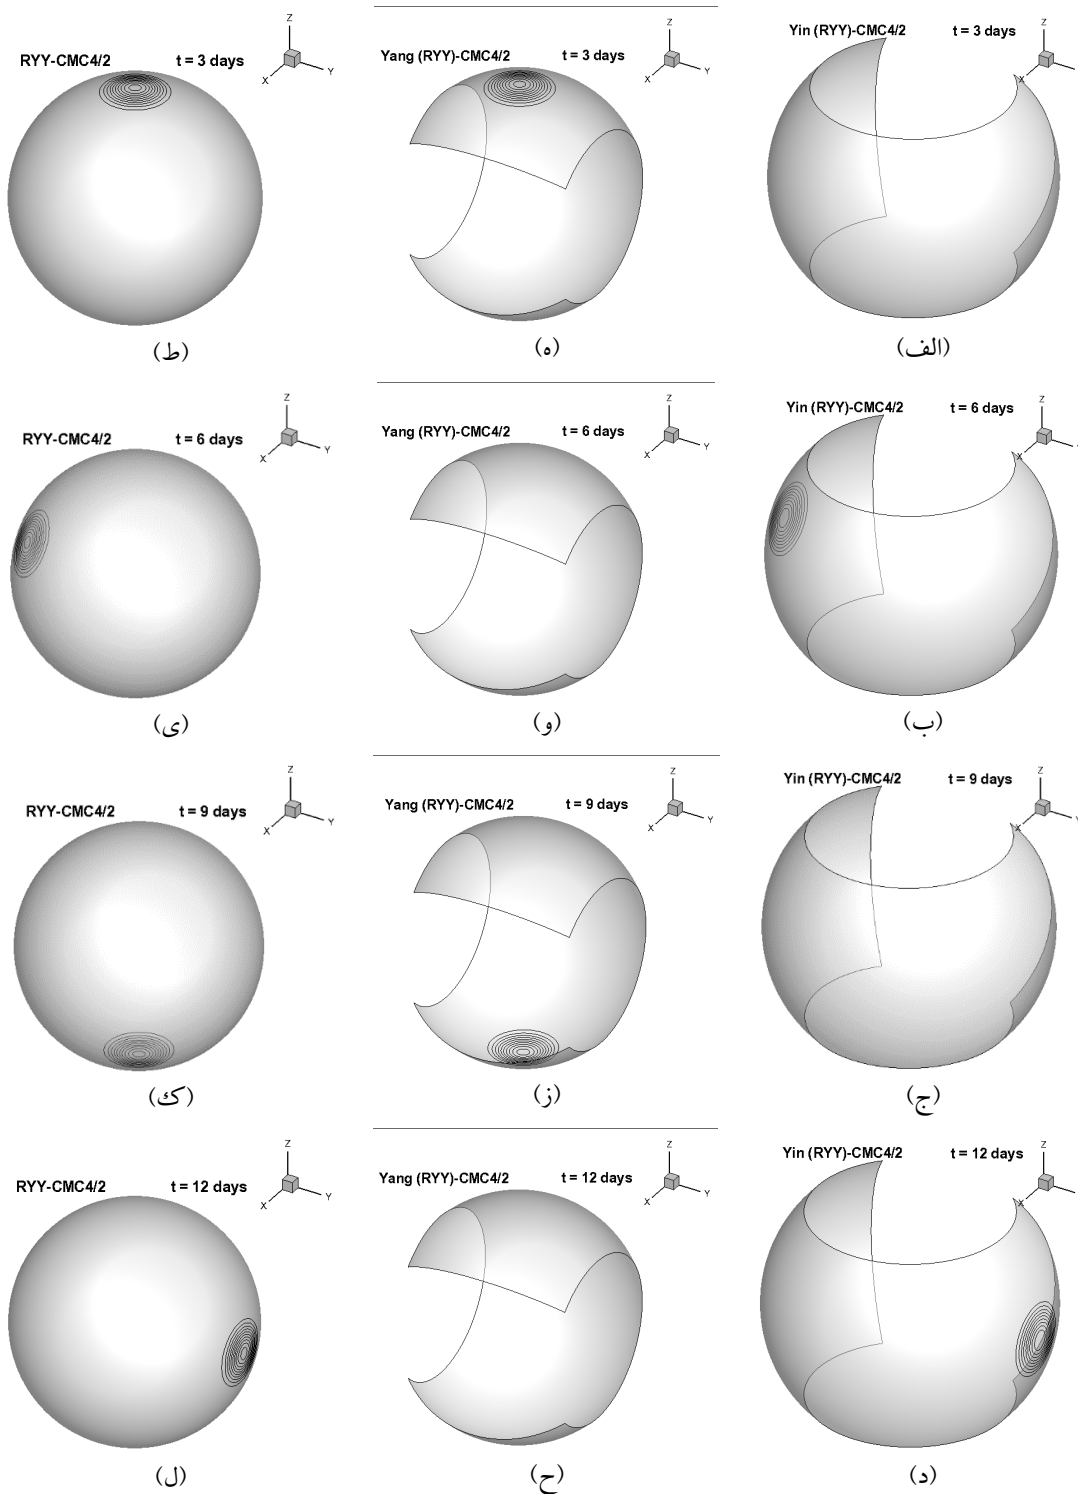 RYY-CMC4/2 t = 3 days Z X Y
(ط)
Yang (RYY)-CMC4/2 t = 3 days Z X Y
(ه)
Yin (RYY)-CMC4/2 t = 3 days Z X
(الف)
RYY-CMC4/2 t = 6 days Z X Y
(ی)
Yang (RYY)-CMC4/2 t = 6 days Z X Y
(و)
Yin (RYY)-CMC4/2 t = 6 days Z X
(ب)
RYY-CMC4/2 t = 9 days Z X Y
(ک)
Yang (RYY)-CMC4/2 t = 9 days Z X Y
(ز)
Yin (RYY)-CMC4/2 t = 9 days Z X
(ج)
RYY-CMC4/2 t = 12 days Z X Y
(ل)
Yang (RYY)-CMC4/2 t = 12 days Z X Y
(ح)
Yin (RYY)-CMC4/2 t = 12 days Z X
(د)